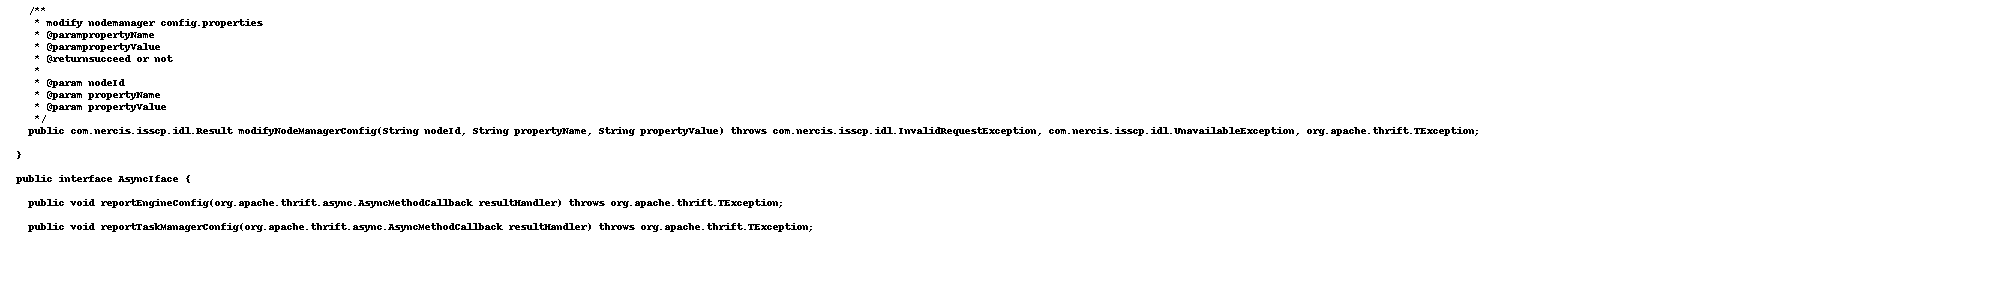 /**
* modify nodemanager config.properties
* @parampropertyName
* @parampropertyValue
* @returnsucceed or not
*
* @param nodeId
* @param propertyName
* @param propertyValue
*/
public com.nercis.isscp.idl.Result modifyNodeManagerConfig(String nodeId, String propertyName, String propertyValue) throws com.nercis.isscp.idl.InvalidRequestException, com.nercis.isscp.idl.UnavailableException, org.apache.thrift.TException;
}
public interface AsyncIface {
public void reportEngineConfig(org.apache.thrift.async.AsyncMethodCallback resultHandler) throws org.apache.thrift.TException;
public void reportTaskManagerConfig(org.apache.thrift.async.AsyncMethodCallback resultHandler) throws org.apache.thrift.TException;